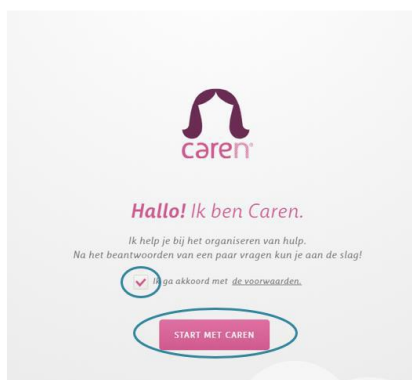 caren
Hallo! Ik ben Caren.
Ik help je bij het organiseren van hulp.
Na het beantwoorden van een paar vragen kun je aan de slag!
Ik ga akkoord met de voorwaarden.
START MET CAREN